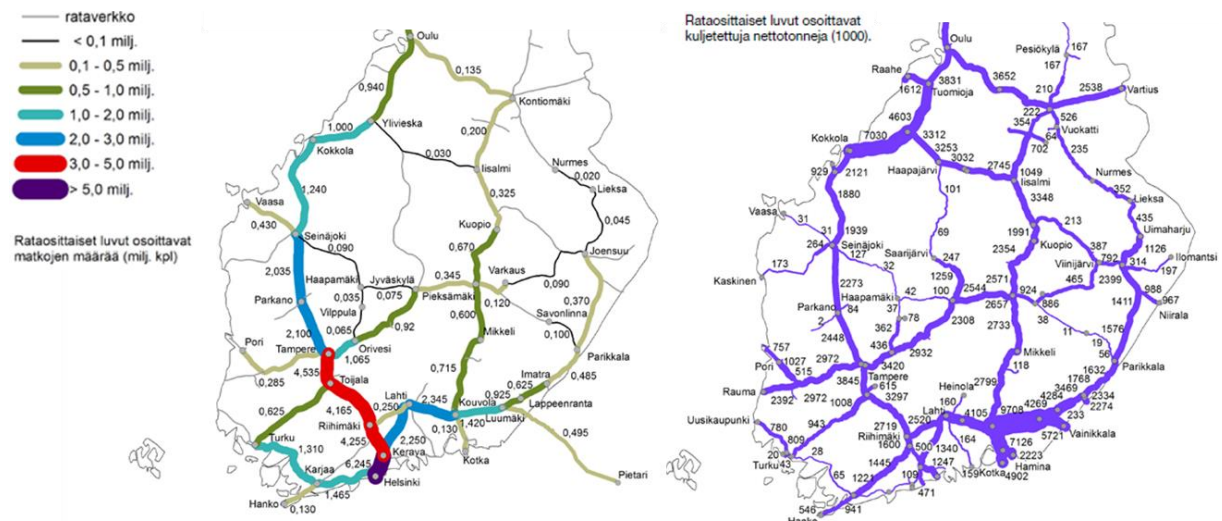 rataverkko
< 0,1 milj.
0,1 - 0,5 milj.
0,5 - 1,0 milj.
1,0 - 2,0 milj.
2,0 - 3,0 milj.
3,0 - 5,0 milj.
> 5,0 milj.
Rataosittaiset luvut osoittavat
matkojen määrää (milj. kpl)
Oulu
0,135
0,940
Kontiomäki
Ylivieska
1,000
0,200
Kokkola
0,030
Iisalmi
Nurmes
0,020
1,240
0,325
Lieksa
Vaasa
0,045
0,430
Kuopio
Seinäjoki
0,090
0,670
Joensuu
2,035
Haapamäki
Jyväskylä
0,345
Varkaus
0,090
Parkano
0,035
0,075
Pieksämäki
0,120
0,370
Vilppula
0,600
Savonlinna
2,100
0,065
0,92
0,100
Pori
Tampere
Orivesi
Mikkeli
1,065
Parikkala
0,285
4,535
Toijala
0,715
Imatra
0,485
0,625
4,165
0,250
Lahti
2,345
Kouvola
0,925
0,625
Lappeenranta
Riihimäki
Luumäki
Turku
4,255
2,250
0,130
1,420
0,495
1,310
Kerava
Kotka
Karjaa
6,245
Helsinki
Pietari
Hanko
1,465
0,130
Rataosittaiset luvut osoittavat
kuljetettuja nettotonneja (1000).
Oulu
Pesiökylä
167
167
Raahe
3831
3652
1612
Tuomioja
210
2538
Vartius
4603
222
526
354
Vuokatti
Kokkola
7030
3312
64
702
235
3253
3032
2745
929
2121
Haapajärvi
1049
Nurmes
1880
101
Iisalmi
352
3348
Lieksa
Vaasa
31
213
435
31
1939
69
1991
Uimaharju
264
Seinäjoki
Kuopio
387
1126
127
Saarijärvi
2354
792
314
Ilomantsi
173
32
247
Viinijärvi
197
Kaskinen
1259
2571
465
2399
2273
Haapamäki
42
100
2544
924
988
Parkano
84
37
2657
886
1411
967
2
78
2308
38
Niirala
362
2733
11
1576
2448
436
19
757
2932
Mikkeli
56
Pori
1027
2972
3420
118
Parikkala
515
Tampere
1632
Rauma
3845
615
Heinola
2799
1768
2392
2972
1008
3297
160
3469
2334
Uusikaupunki
Lahti
4269
2274
780
943
2719
2520
4105
9708
233
809
Riihimäki
5721
Vainikkala
28
1600
500
1340
164
7126
20
2223
Turku
43
65
1445
1247
159
Kotka
Hamina
1221
109
4902
546
941
471